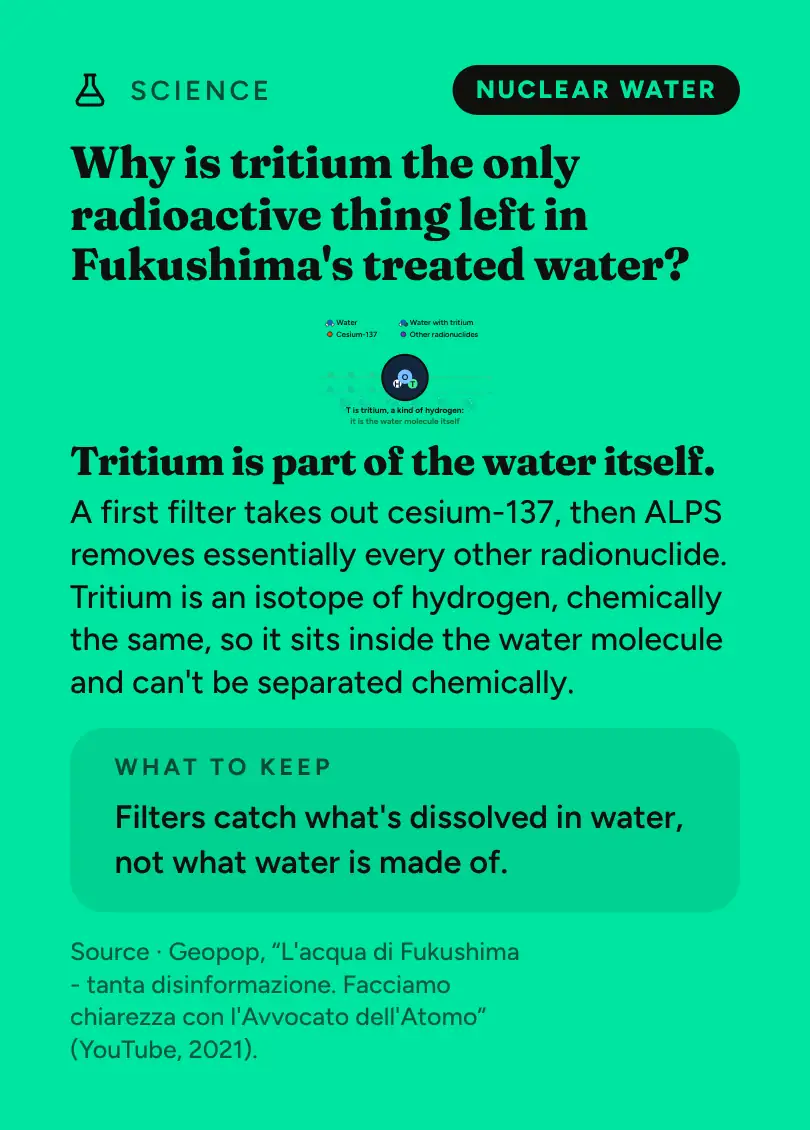 SCIENCE
NUCLEAR WATER
Why is tritium the only
radioactive thing left in
Fukushima's treated water?
Water
Water with tritium
Cesium-137
Other radionuclides
H
O
T
T is tritium, a kind of hydrogen:
it is the water molecule itself
Tritium is part of the water itself.
A first filter takes out cesium-137, then ALPS
removes essentially every other radionuclide.
Tritium is an isotope of hydrogen, chemically
the same, so it sits inside the water molecule
and can't be separated chemically.
WHAT TO KEEP
Filters catch what's dissolved in water,
not what water is made of.
Source · Geopop, “L'acqua di Fukushima
- tanta disinformazione. Facciamo
chiarezza con l'Avvocato dell'Atomo”
(YouTube, 2021).